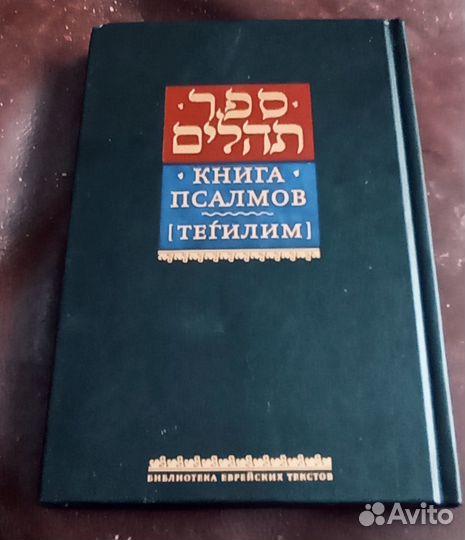 · ספר ·
תהלים
· КНИГА ·
ПСАЛМОВ
[ТЕЃИЛИМ]
БИБЛИОТЕКА ЕВРЕЙСКИХ ТЕКСТОВ
Avito